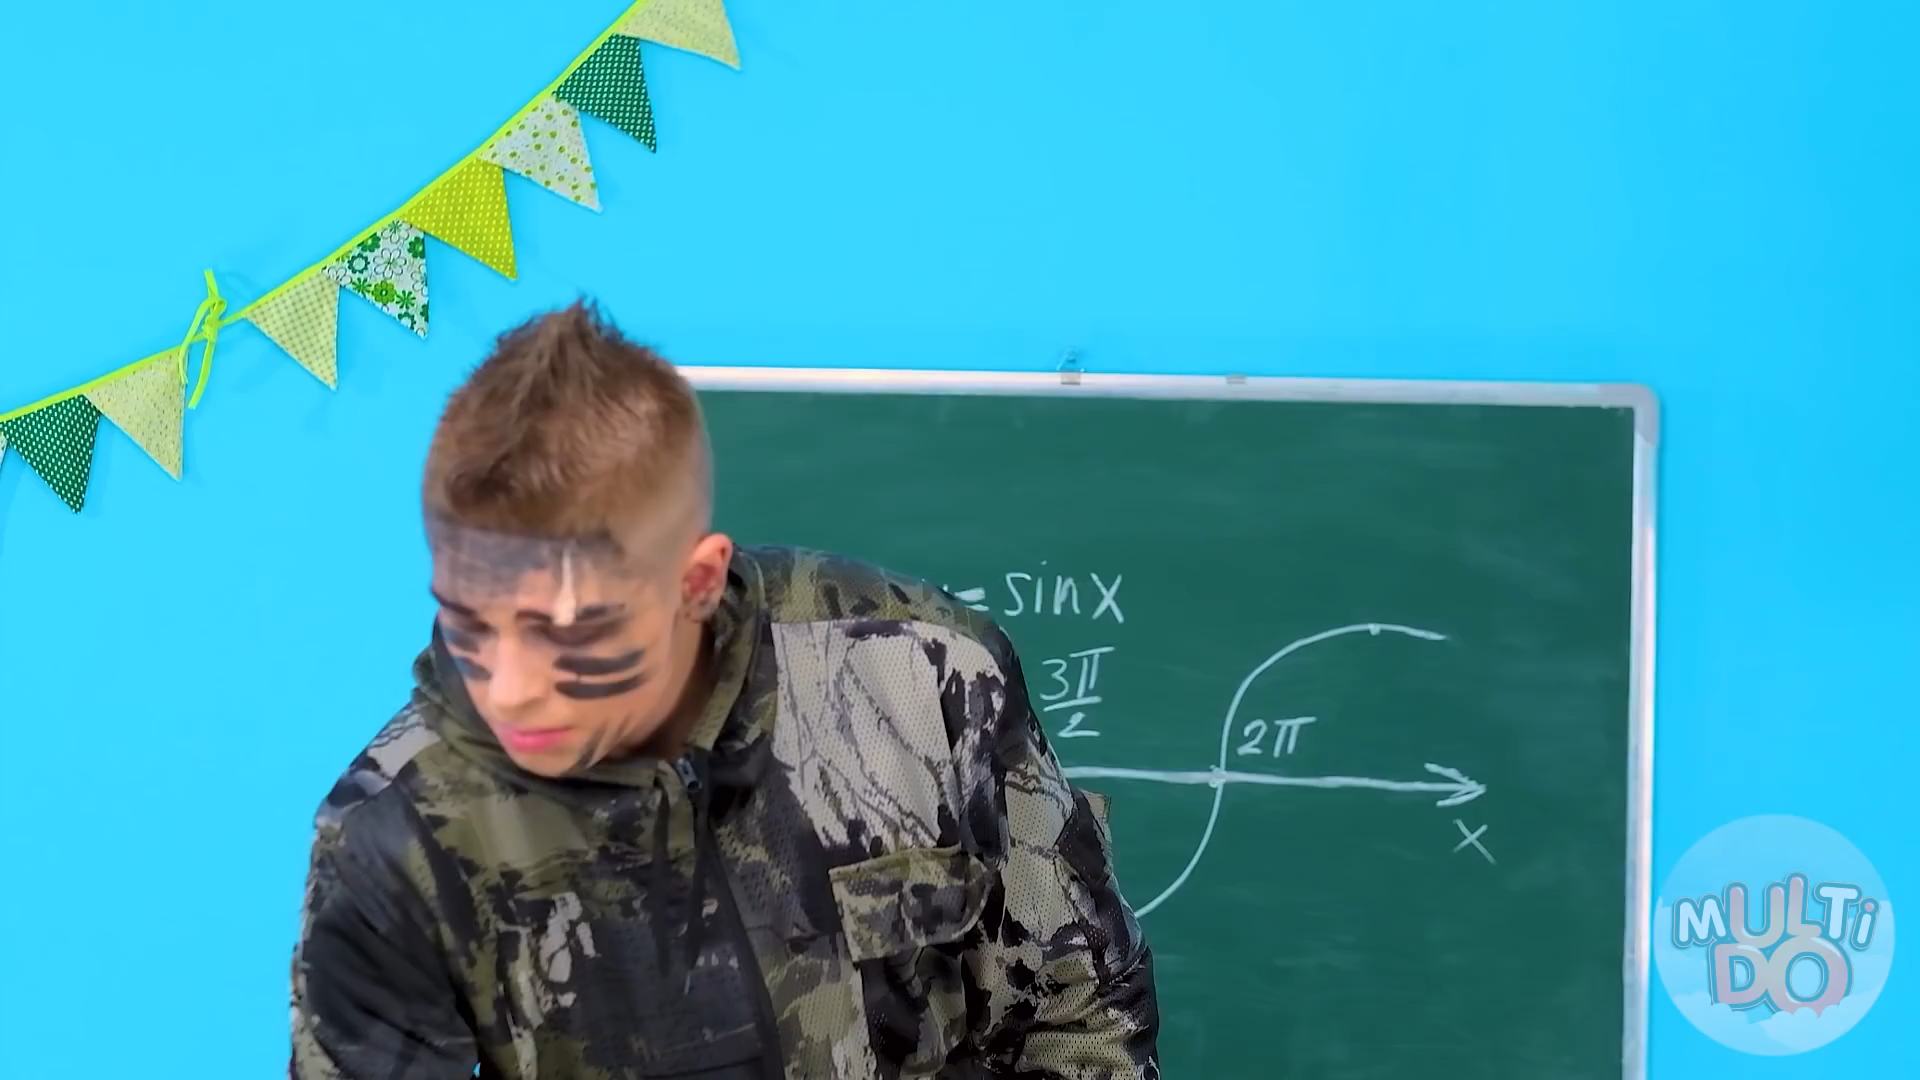 = sinx
3π
2
2π
x
MULTi
DO